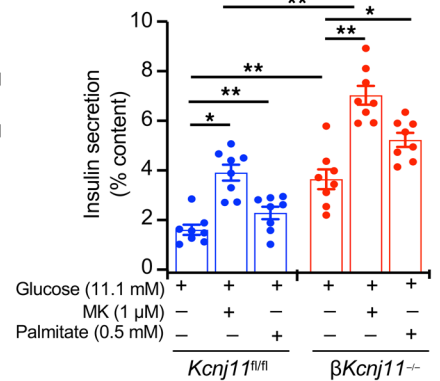 **
10
*
**
8
**
**
6
*
4
2
0
Insulin secretion
(% content)
Glucose (11.1 mM) + + + + + +
MK (1 µM) − + − − + −
Palmitate (0.5 mM) − − + − − +
Kcnj11fl/fl βKcnj11−/−